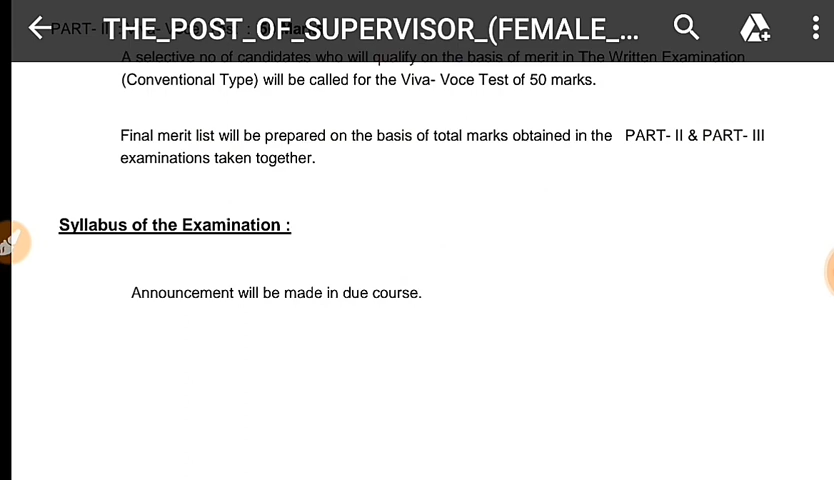 THE_POST_OF_SUPERVISOR_(FEMALE_...
PART- II
A selective no of candidates who will qualify on the basis of merit in The Written Examination
(Conventional Type) will be called for the Viva- Voce Test of 50 marks.
Final merit list will be prepared on the basis of total marks obtained in the PART- II & PART- III
examinations taken together.
Syllabus of the Examination :
Announcement will be made in due course.